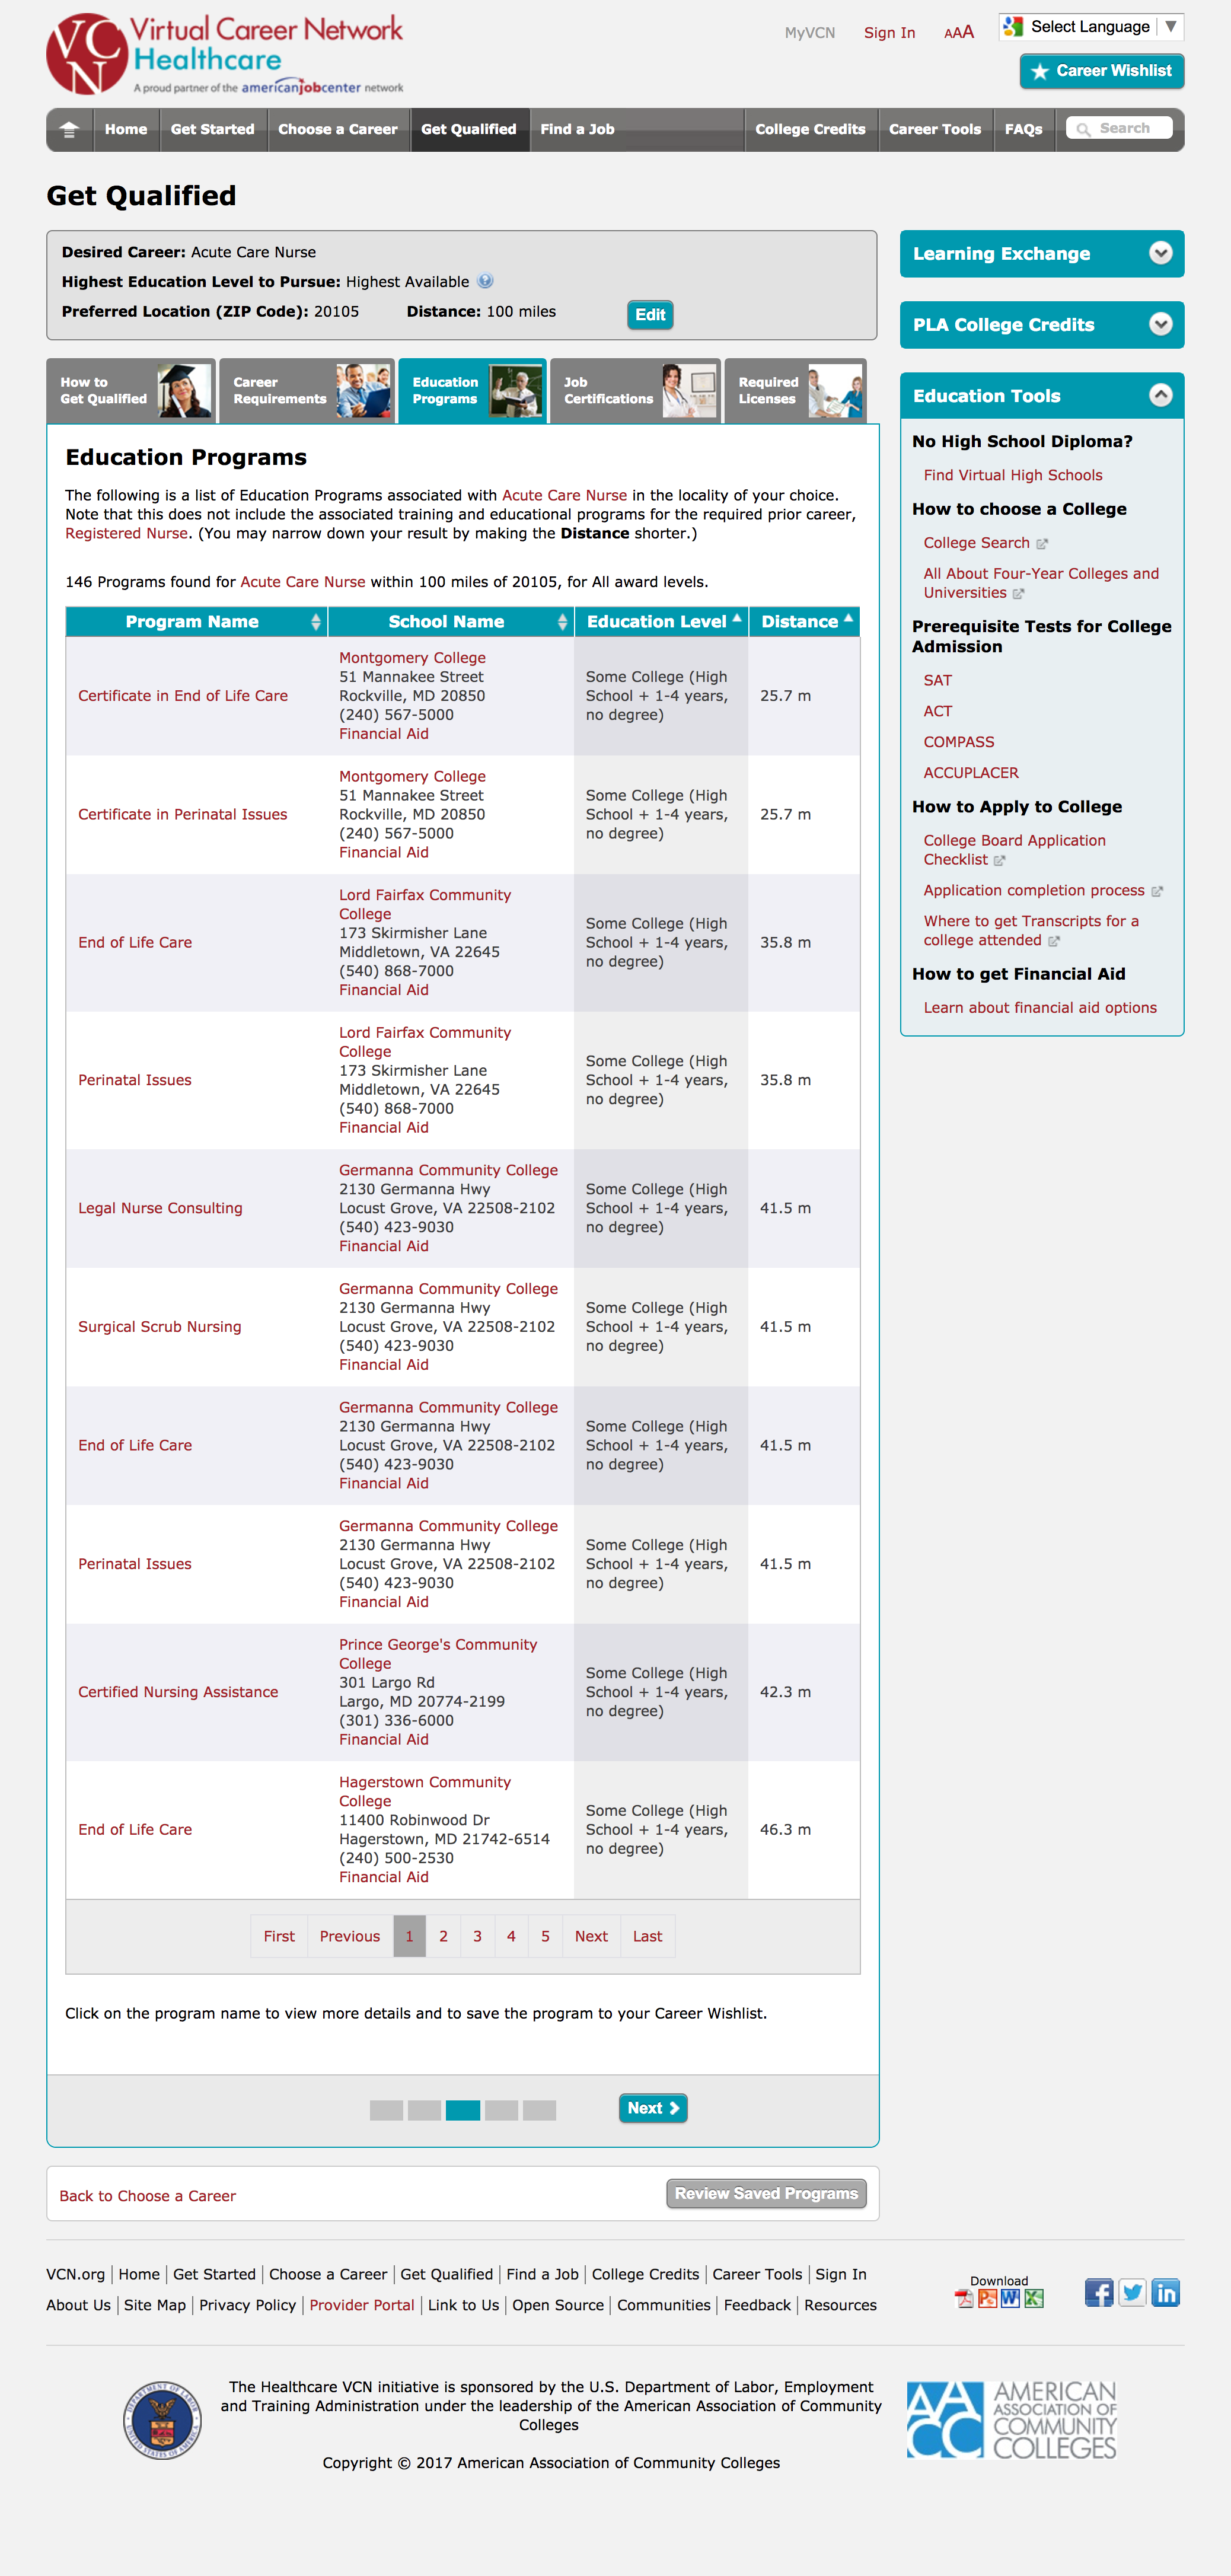 VCN
Virtual Career Network
Healthcare
A proud partner of the americanjobcenter network
MyVCN
Sign In
AAA
Select Language
Career Wishlist
Home
Get Started
Choose a Career
Get Qualified
Find a Job
College Credits
Career Tools
FAQs
Search
Get Qualified
Desired Career: Acute Care Nurse
Highest Education Level to Pursue: Highest Available
Preferred Location (ZIP Code): 20105 Distance: 100 miles
Edit
How to
Get Qualified
Career
Requirements
Education
Programs
Job
Certifications
Required
Licenses
Education Programs
The following is a list of Education Programs associated with Acute Care Nurse in the locality of your choice.
Note that this does not include the associated training and educational programs for the required prior career,
Registered Nurse. (You may narrow down your result by making the Distance shorter.)
146 Programs found for Acute Care Nurse within 100 miles of 20105, for All award levels.
Program Name
School Name
Education Level
Distance
Certificate in End of Life Care
Montgomery College
51 Mannakee Street
Rockville, MD 20850
(240) 567-5000
Financial Aid
Some College (High
School + 1-4 years,
no degree)
25.7 m
Certificate in Perinatal Issues
Montgomery College
51 Mannakee Street
Rockville, MD 20850
(240) 567-5000
Financial Aid
Some College (High
School + 1-4 years,
no degree)
25.7 m
End of Life Care
Lord Fairfax Community
College
173 Skirmisher Lane
Middletown, VA 22645
(540) 868-7000
Financial Aid
Some College (High
School + 1-4 years,
no degree)
35.8 m
Perinatal Issues
Lord Fairfax Community
College
173 Skirmisher Lane
Middletown, VA 22645
(540) 868-7000
Financial Aid
Some College (High
School + 1-4 years,
no degree)
35.8 m
Legal Nurse Consulting
Germanna Community College
2130 Germanna Hwy
Locust Grove, VA 22508-2102
(540) 423-9030
Financial Aid
Some College (High
School + 1-4 years,
no degree)
41.5 m
Surgical Scrub Nursing
Germanna Community College
2130 Germanna Hwy
Locust Grove, VA 22508-2102
(540) 423-9030
Financial Aid
Some College (High
School + 1-4 years,
no degree)
41.5 m
End of Life Care
Germanna Community College
2130 Germanna Hwy
Locust Grove, VA 22508-2102
(540) 423-9030
Financial Aid
Some College (High
School + 1-4 years,
no degree)
41.5 m
Perinatal Issues
Germanna Community College
2130 Germanna Hwy
Locust Grove, VA 22508-2102
(540) 423-9030
Financial Aid
Some College (High
School + 1-4 years,
no degree)
41.5 m
Certified Nursing Assistance
Prince George's Community
College
301 Largo Rd
Largo, MD 20774-2199
(301) 336-6000
Financial Aid
Some College (High
School + 1-4 years,
no degree)
42.3 m
End of Life Care
Hagerstown Community
College
11400 Robinwood Dr
Hagerstown, MD 21742-6514
(240) 500-2530
Financial Aid
Some College (High
School + 1-4 years,
no degree)
46.3 m
First Previous 1 2 3 4 5 Next Last
Click on the program name to view more details and to save the program to your Career Wishlist.
Next
Back to Choose a Career
Review Saved Programs
Learning Exchange
PLA College Credits
Education Tools
No High School Diploma?
Find Virtual High Schools
How to choose a College
College Search
All About Four-Year Colleges and
Universities
Prerequisite Tests for College
Admission
SAT
ACT
COMPASS
ACCUPLACER
How to Apply to College
College Board Application
Checklist
Application completion process
Where to get Transcripts for a
college attended
How to get Financial Aid
Learn about financial aid options
VCN.org Home Get Started Choose a Career Get Qualified Find a Job College Credits Career Tools Sign In
About Us Site Map Privacy Policy Provider Portal Link to Us Open Source Communities Feedback Resources
Download
The Healthcare VCN initiative is sponsored by the U.S. Department of Labor, Employment
and Training Administration under the leadership of the American Association of Community
Colleges
Copyright © 2017 American Association of Community Colleges
DEPARTMENT OF LABOR
UNITED STATES OF AMERICA
AACC
AMERICAN
ASSOCIATION OF
COMMUNITY
COLLEGES